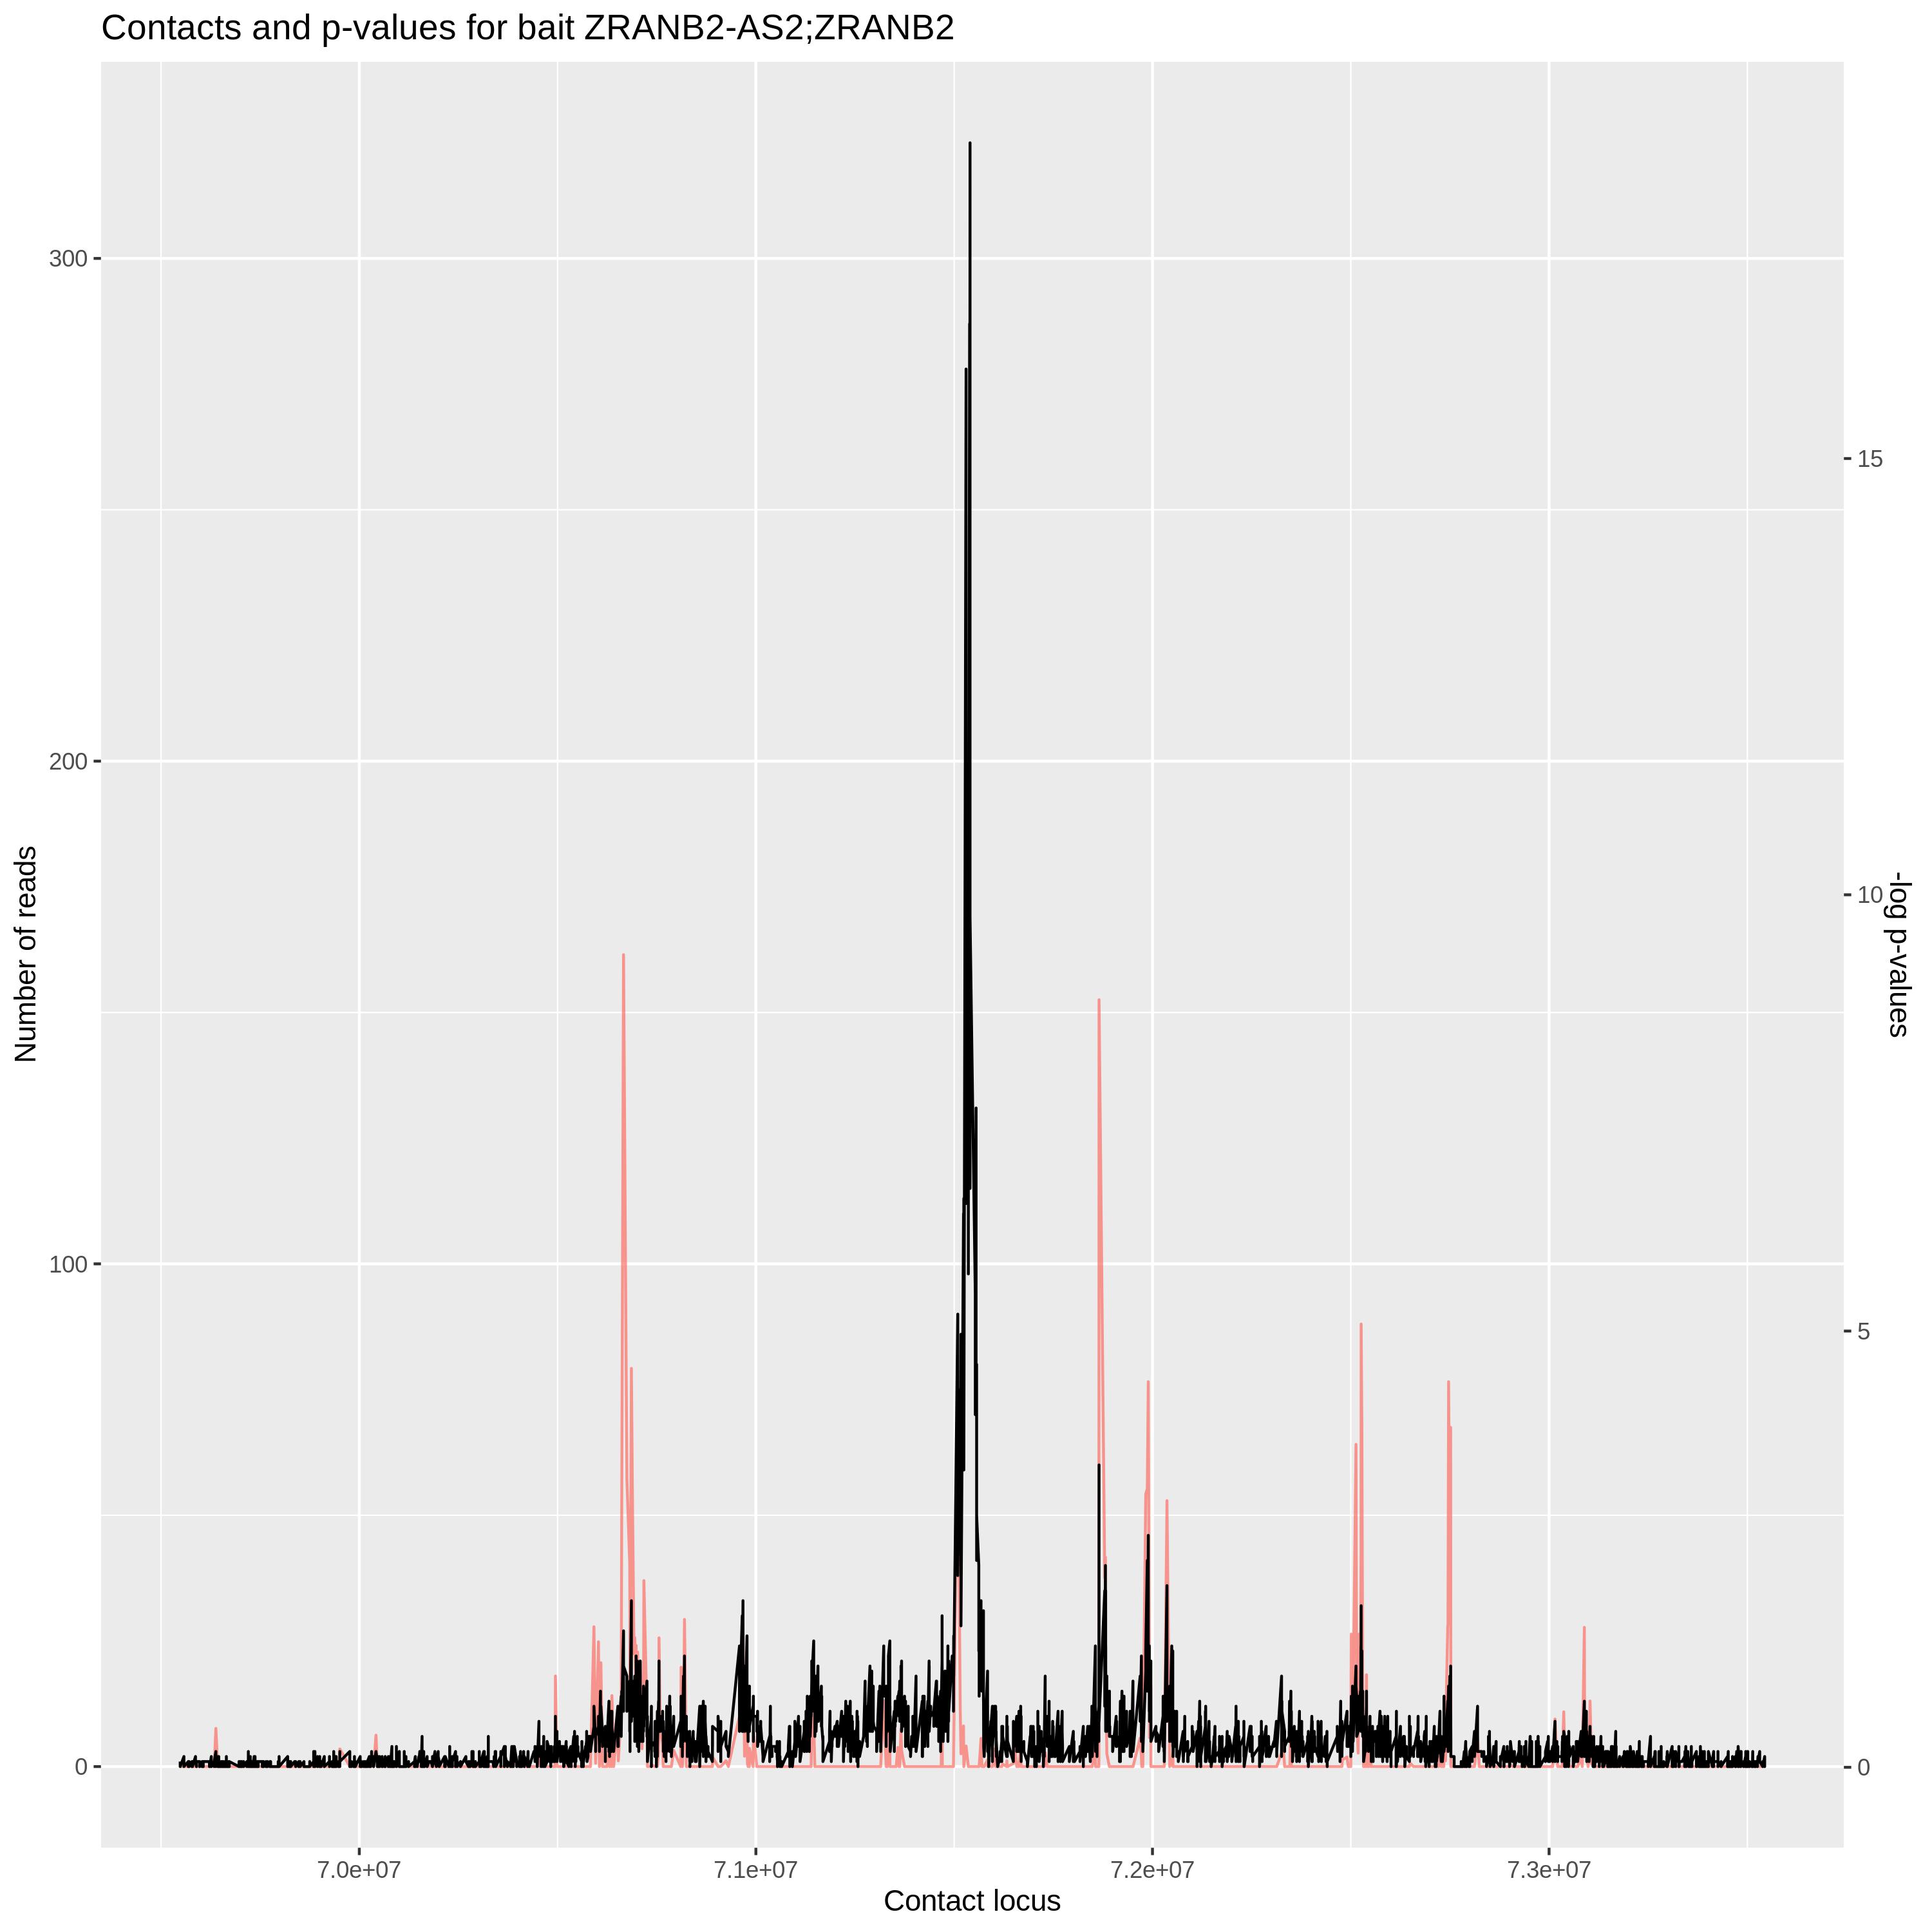 Contacts and p-values for bait ZRANB2-AS2;ZRANB2
Number of reads
300
200
100
0
15
10
5
0
-log p-values
7.0e+07
7.1e+07
7.2e+07
7.3e+07
Contact locus